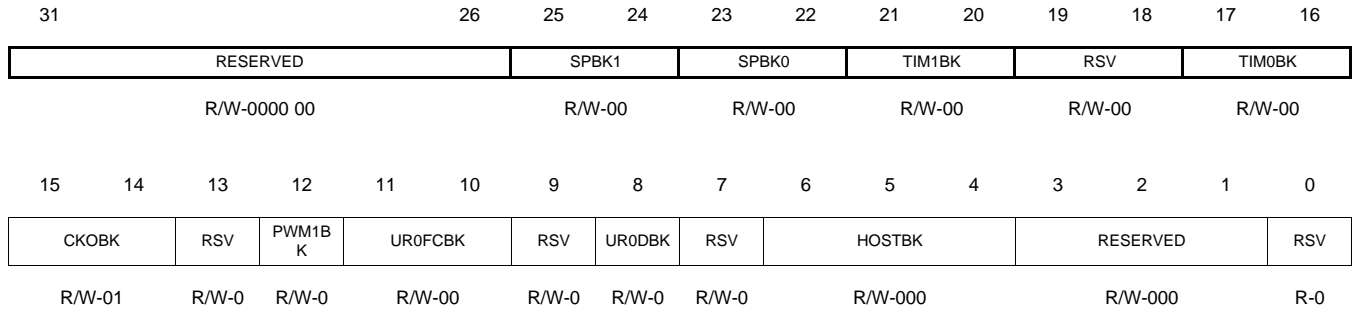 31 26 25 24 23 22 21 20 19 18 17 16
RESERVED SPBK1 SPBK0 TIM1BK RSV TIM0BK
R/W-0000 00 R/W-00 R/W-00 R/W-00 R/W-00 R/W-00
15 14 13 12 11 10 9 8 7 6 5 4 3 2 1 0
CKOBK RSV PWM1B
K UR0FCBK RSV UR0DBK RSV HOSTBK RESERVED RSV
R/W-01 R/W-0 R/W-0 R/W-00 R/W-0 R/W-0 R/W-0 R/W-000 R/W-000 R-0